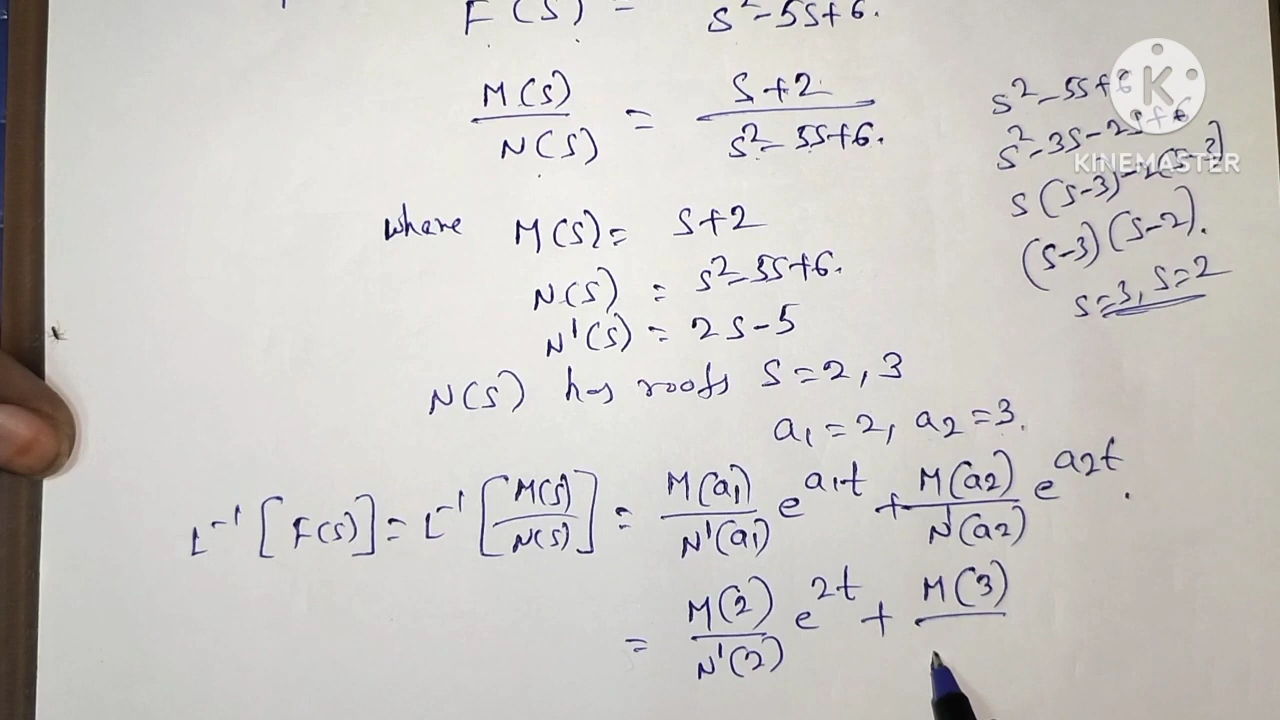 F(S) = S²-5S+6.
M(S)/N(S) = S+2/S²-5S+6.
where M(S) = S+2
N(S) = S²-5S+6.
N'(S) = 2S-5
N(S) has roots S=2, 3
a₁=2, a₂=3.
L⁻¹[F(S)] = L⁻¹[M(S)/N(S)] = M(a₁)/N'(a₁) e^{a₁t} + M(a₂)/N'(a₂) e^{a₂t}.
= M(2)/N'(2) e^{2t} + M(3)
S²-5S+6
S²-3S-2S+6
S(S-3)-2(S-3)
(S-3)(S-2).
S=3, S=2
K
KINEMASTER